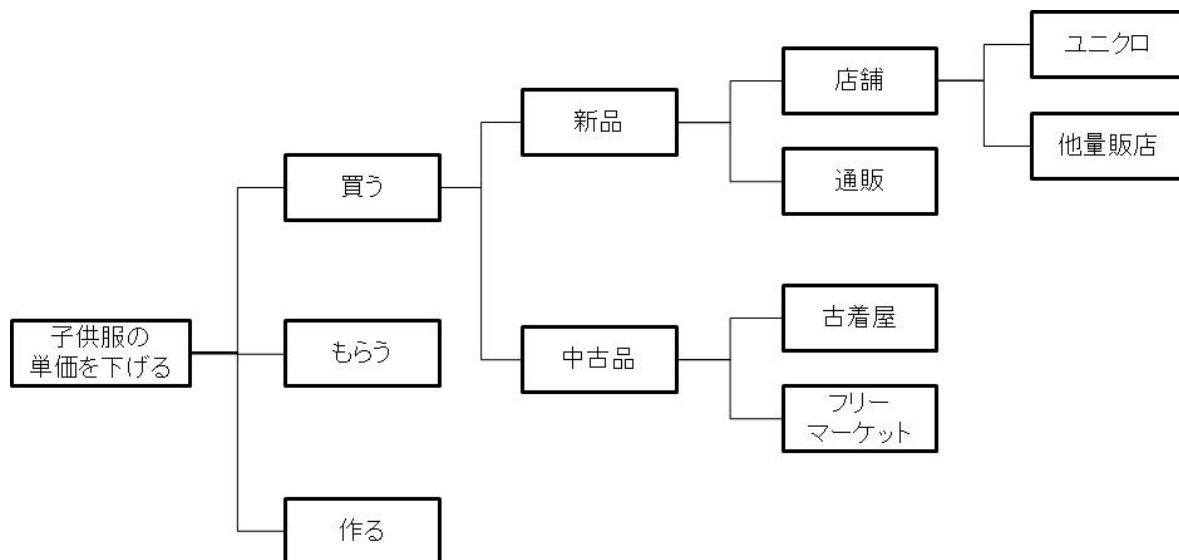 子供服の
単価を下げる
買う
もらう
作る
新品
中古品
店舗
通販
古着屋
フリー
マーケット
ユニクロ
他量販店